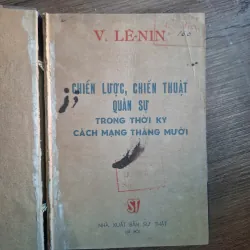 V. LÊ-NIN
CHIẾN LƯỢC, CHIẾN THUẬT
QUÂN SỰ
TRONG THỜI KỲ
CÁCH MẠNG THÁNG MƯỜI
ST
NHÀ XUẤT BẢN SỰ THẬT